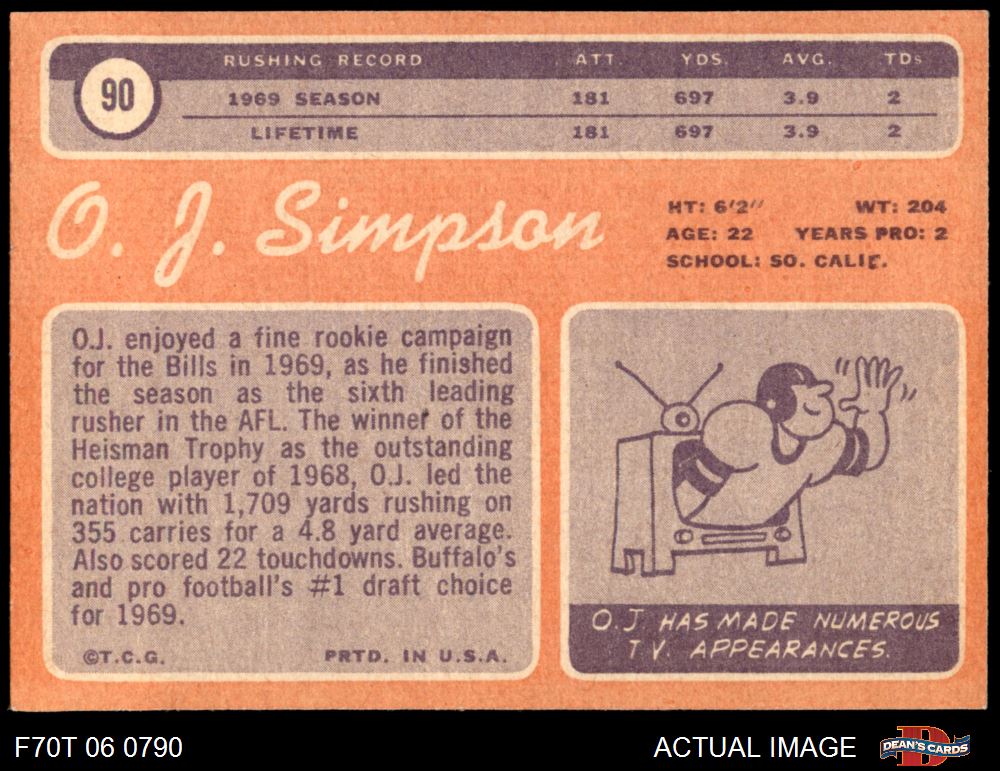 RUSHING RECORD ATT. YDS. AVG. TDs
90
1969 SEASON 181 697 3.9 2
LIFETIME 181 697 3.9 2
O. J. Simpson
HT: 6'2" WT: 204
AGE: 22 YEARS PRO: 2
SCHOOL: SO. CALIF.
O.J. enjoyed a fine rookie campaign
for the Bills in 1969, as he finished
the season as the sixth leading
rusher in the AFL. The winner of the
Heisman Trophy as the outstanding
college player of 1968, O.J. led the
nation with 1,709 yards rushing on
355 carries for a 4.8 yard average.
Also scored 22 touchdowns. Buffalo's
and pro football's #1 draft choice
for 1969.
©T.C.G. PRTD. IN U.S.A.
O.J. HAS MADE NUMEROUS
T.V. APPEARANCES.
F70T 06 0790 ACTUAL IMAGE DEAN'S CARDS